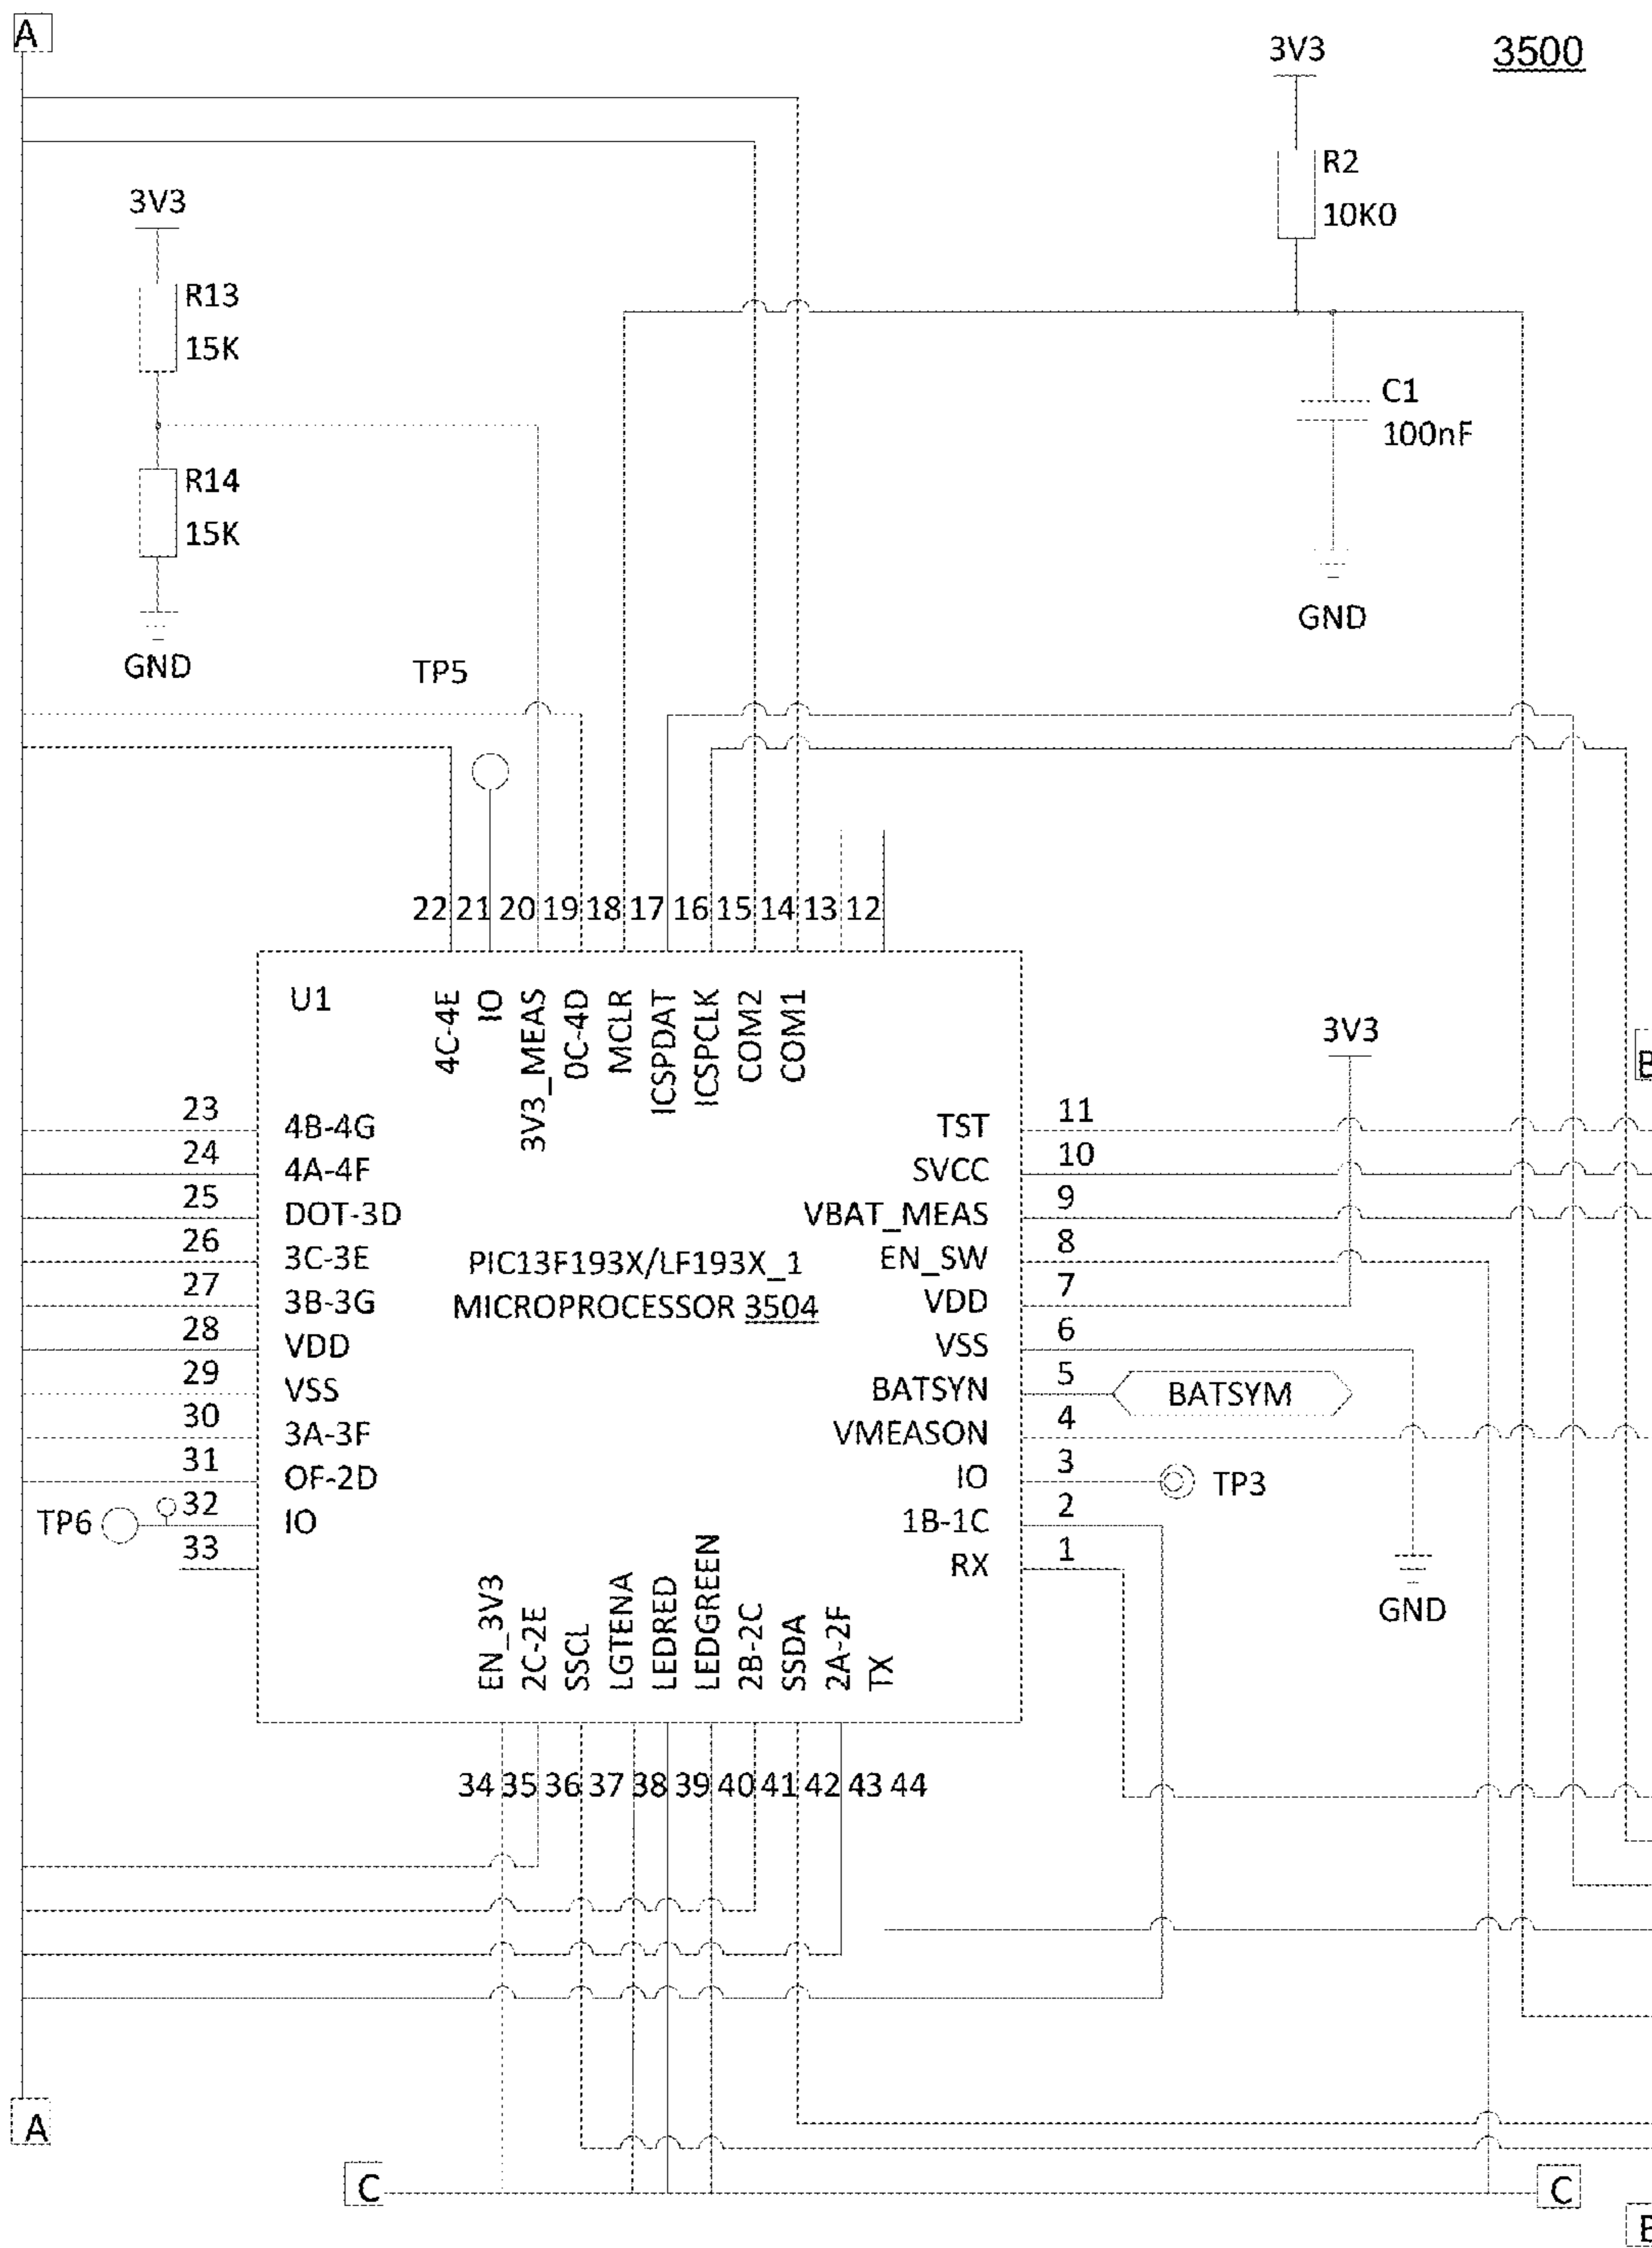 A
3V3
3500
R2
10K0
3V3
R13
15K
C1
100nF
R14
15K
GND
GND
TP5
22 21 20 19 18 17 16 15 14 13 12
U1
4C-4E
IO
3V3_MEAS
0C-4D
MCLR
ICSPDAT
ICSPCLK
COM2
COM1
3V3
B
23 4B-4G
24 4A-4F
25 DOT-3D
26 3C-3E
27 3B-3G
28 VDD
29 VSS
30 3A-3F
31 OF-2D
TP6 32 IO
33
PIC13F193X/LF193X_1
MICROPROCESSOR 3504
TST 11
SVCC 10
VBAT_MEAS 9
EN_SW 8
VDD 7
VSS 6
BATSYN 5 BATSYM
VMEASON 4
IO 3 TP3
1B-1C 2
RX 1
GND
EN_3V3
2C-2E
SSCL
LGTENA
LEDRED
LEDGREEN
2B-2C
SSDA
2A-2F
TX
34 35 36 37 38 39 40 41 42 43 44
A
C
C
B